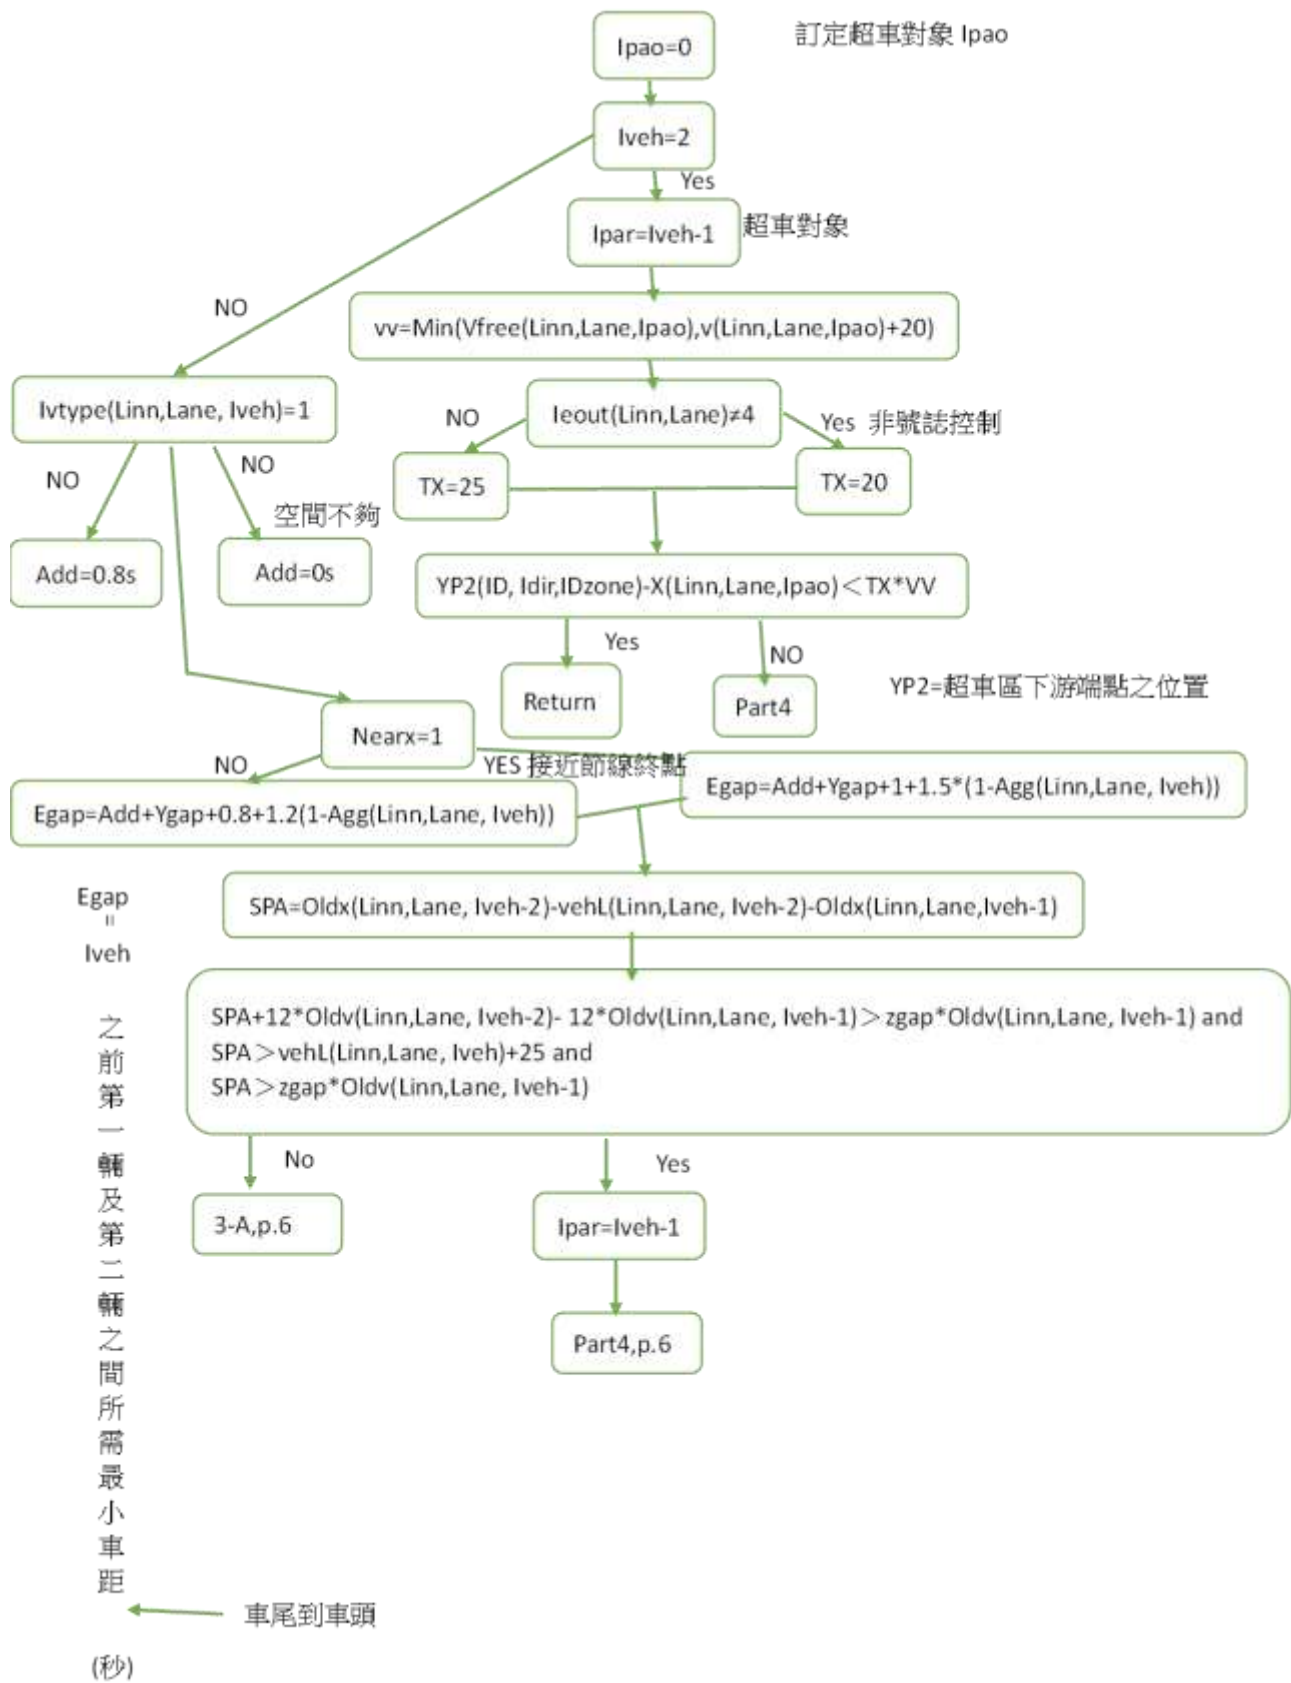 Ipao=0
訂定超車對象 Ipao
Iveh=2
Yes
Ipar=Iveh-1
超車對象
NO
vv=Min(Vfree(Linn,Lane,Ipao),v(Linn,Lane,Ipao)+20)
Ivtype(Linn,Lane, Iveh)=1
Ieout(Linn,Lane)≠4
NO
Yes 非號誌控制
NO
NO
TX=25
TX=20
空間不夠
Add=0.8s
Add=0s
YP2(ID, Idir,IDzone)-X(Linn,Lane,Ipao)＜TX*VV
Yes
NO
Return
Part4
YP2=超車區下游端點之位置
Nearx=1
NO
YES 接近節線終點
Egap=Add+Ygap+0.8+1.2(1-Agg(Linn,Lane, Iveh))
Egap=Add+Ygap+1+1.5*(1-Agg(Linn,Lane, Iveh))
SPA=Oldx(Linn,Lane, Iveh-2)-vehL(Linn,Lane, Iveh-2)-Oldx(Linn,Lane,Iveh-1)
SPA+12*Oldv(Linn,Lane, Iveh-2)- 12*Oldv(Linn,Lane, Iveh-1)＞zgap*Oldv(Linn,Lane, Iveh-1) and
SPA＞vehL(Linn,Lane, Iveh)+25 and
SPA＞zgap*Oldv(Linn,Lane, Iveh-1)
No
Yes
3-A,p.6
Ipar=Iveh-1
Part4,p.6
Egap
=
Iveh
之前第一輛及第二輛之間所需最小車距
車尾到車頭
(秒)